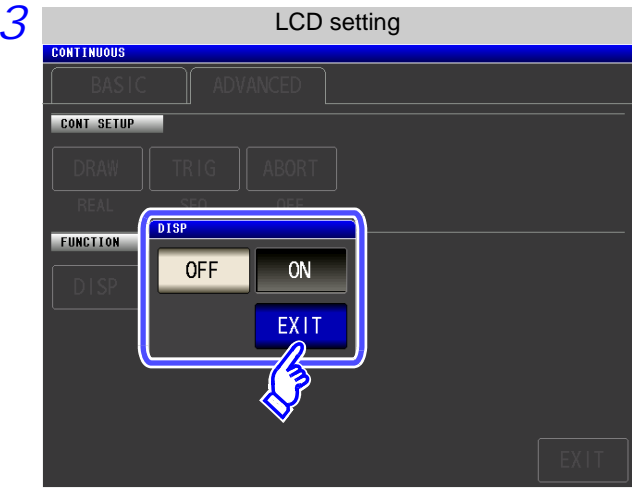 3
LCD setting
CONTINUOUS
BASIC ADVANCED
CONT SETUP
DRAW TRIG ABORT
REAL SEQ OFF
DISP
FUNCTION
OFF ON
DISP
EXIT
EXIT